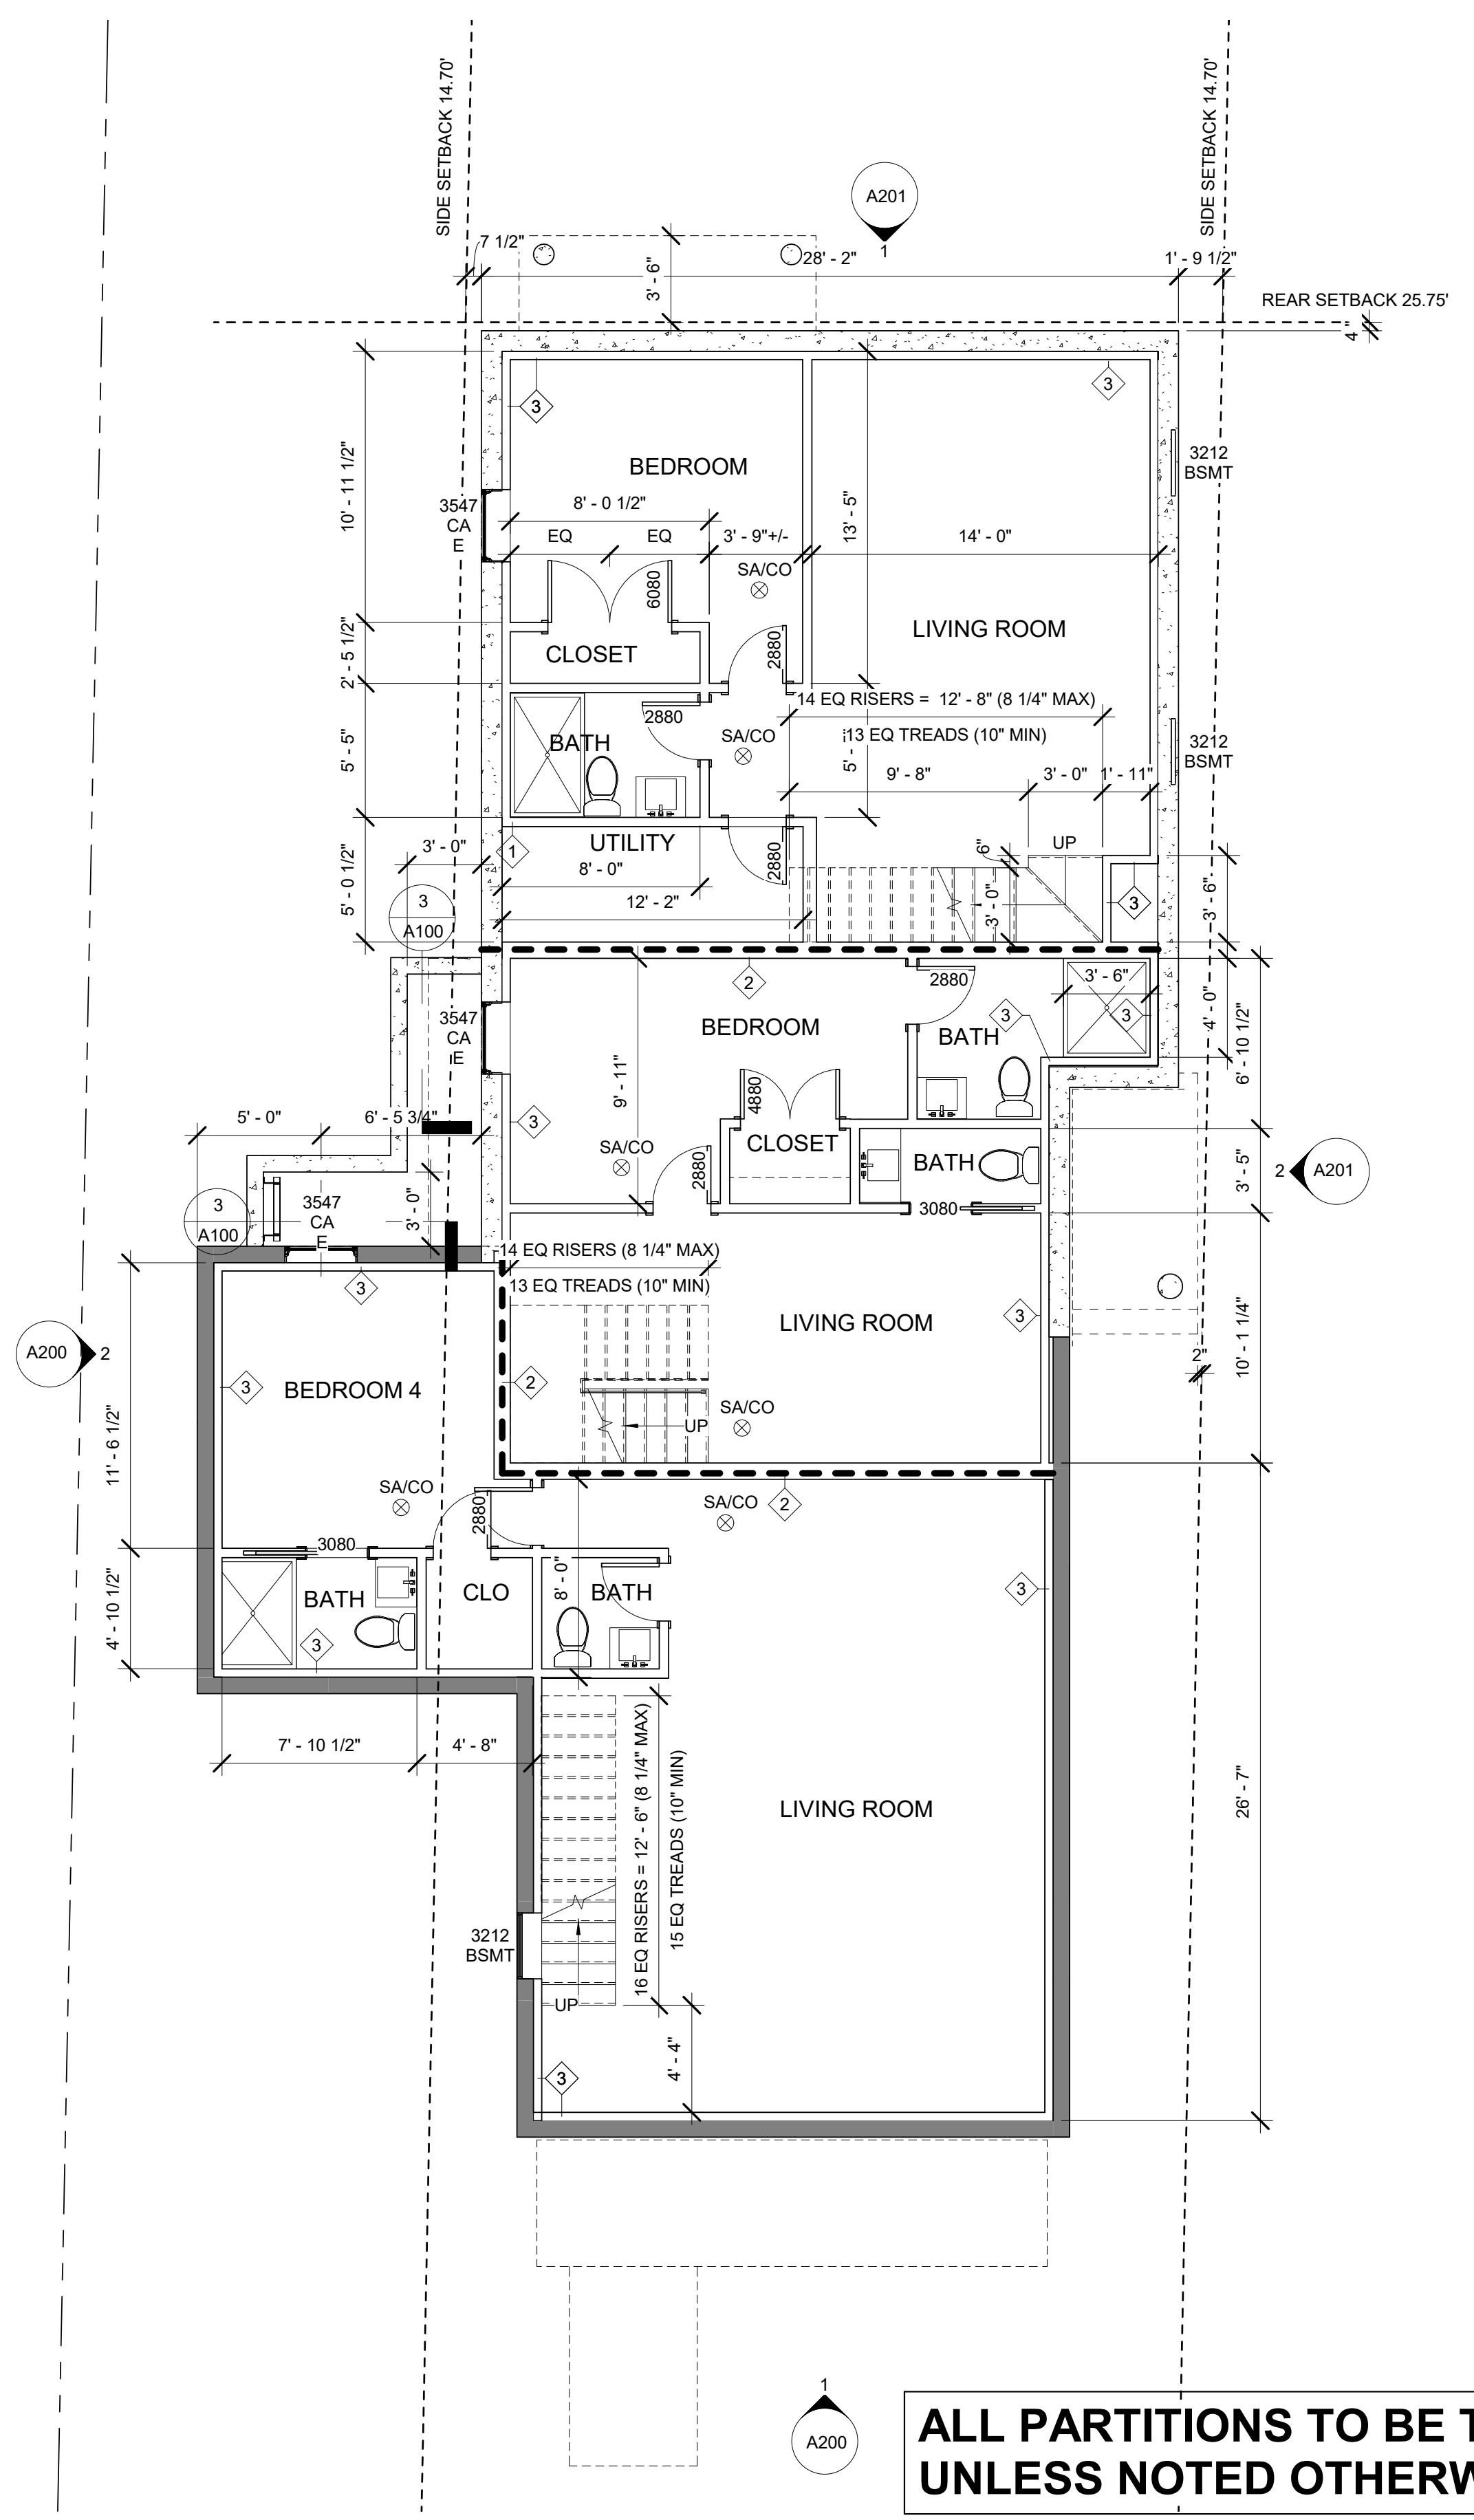 SIDE SETBACK 14.70'
SIDE SETBACK 14.70'
A201
1
7 1/2"
28' - 2"
1' - 9 1/2"
3' - 6"
REAR SETBACK 25.75'
4"
3
3
10' - 11 1/2"
BEDROOM
3212
BSMT
3547
CA
E
8' - 0 1/2"
EQ
EQ
3' - 9"+/-
13' - 5"
14' - 0"
SA/CO
6080
LIVING ROOM
2' - 5 1/2"
CLOSET
2880
14 EQ RISERS = 12' - 8" (8 1/4" MAX)
2880
13 EQ TREADS (10" MIN)
5' - 5"
BATH
SA/CO
5' -
3212
BSMT
9' - 8"
3' - 0"
1' - 11"
UTILITY
1
UP
6"
3' - 0"
8' - 0"
2880
5' - 0 1/2"
12' - 2"
3' - 0"
3
3' - 6"
3
A100
2
2880
3' - 6"
3547
CA
E
BEDROOM
3
BATH
3
4' - 0"
6' - 10 1/2"
9' - 11"
4880
5' - 0"
6' - 5 3/4"
3
SA/CO
CLOSET
2880
BATH
3' - 5"
2
A201
3
A100
3547
CA
E
3' - 0"
3080
14 EQ RISERS (8 1/4" MAX)
13 EQ TREADS (10" MIN)
3
LIVING ROOM
3
10' - 1 1/4"
2"
A200
2
3
BEDROOM 4
2
SA/CO
UP
11' - 6 1/2"
SA/CO
2880
SA/CO
2
3080
4' - 10 1/2"
BATH
CLO
8' - 0"
BATH
3
3
7' - 10 1/2"
4' - 8"
16 EQ RISERS = 12' - 6" (8 1/4" MAX)
15 EQ TREADS (10" MIN)
LIVING ROOM
26' - 7"
3212
BSMT
UP
4' - 4"
3
1
A200
ALL PARTITIONS TO BE T
UNLESS NOTED OTHERW